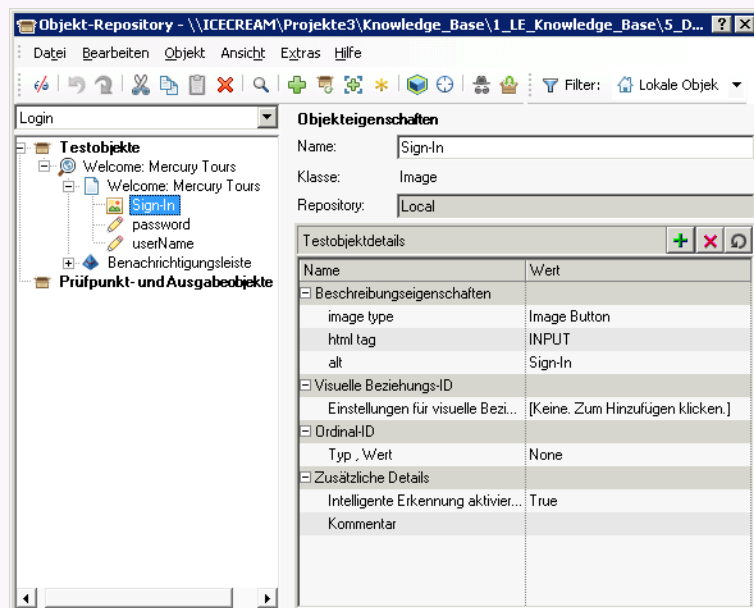 Objekt-Repository - \\ICECREAM\Projekte3\Knowledge_Base\1_LE_Knowledge_Base\5_D...
Datei Bearbeiten Objekt Ansicht Extras Hilfe
Filter: Lokale Objek
Login
Testobjekte
Welcome: Mercury Tours
Welcome: Mercury Tours
Sign-In
password
userName
Benachrichtigungsleiste
Prüfpunkt- und Ausgabeobjekte
Objekteigenschaften
Name: Sign-In
Klasse: Image
Repository: Local
Testobjektdetails
Name Wert
Beschreibungseigenschaften
image type Image Button
html tag INPUT
alt Sign-In
Visuelle Beziehungs-ID
Einstellungen für visuelle Bezi... [Keine. Zum Hinzufügen klicken.]
Ordinal-ID
Typ , Wert None
Zusätzliche Details
Intelligente Erkennung aktivier... True
Kommentar